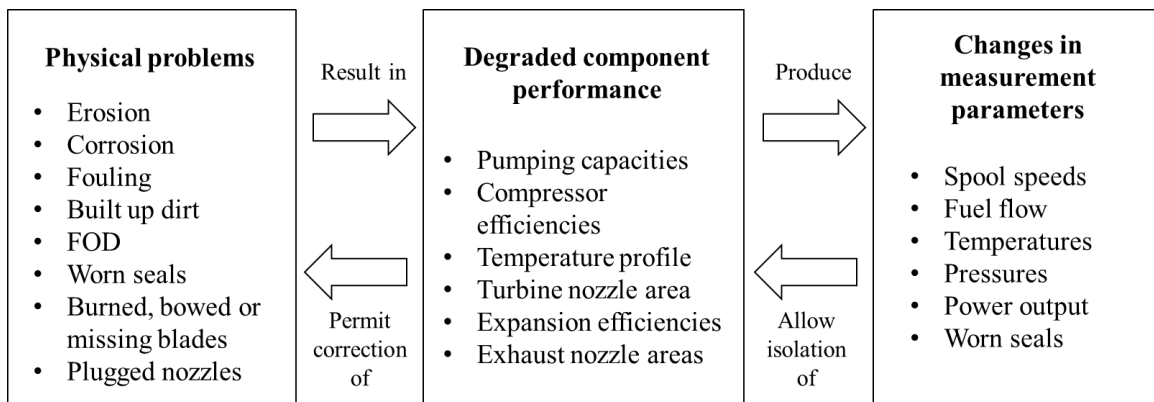 Physical problems
• Erosion
• Corrosion
• Fouling
• Built up dirt
• FOD
• Worn seals
• Burned, bowed or
missing blades
• Plugged nozzles
Result in
Permit
correction
of
Degraded component
performance
• Pumping capacities
• Compressor
efficiencies
• Temperature profile
• Turbine nozzle area
• Expansion efficiencies
• Exhaust nozzle areas
Produce
Allow
isolation
of
Changes in
measurement
parameters
• Spool speeds
• Fuel flow
• Temperatures
• Pressures
• Power output
• Worn seals